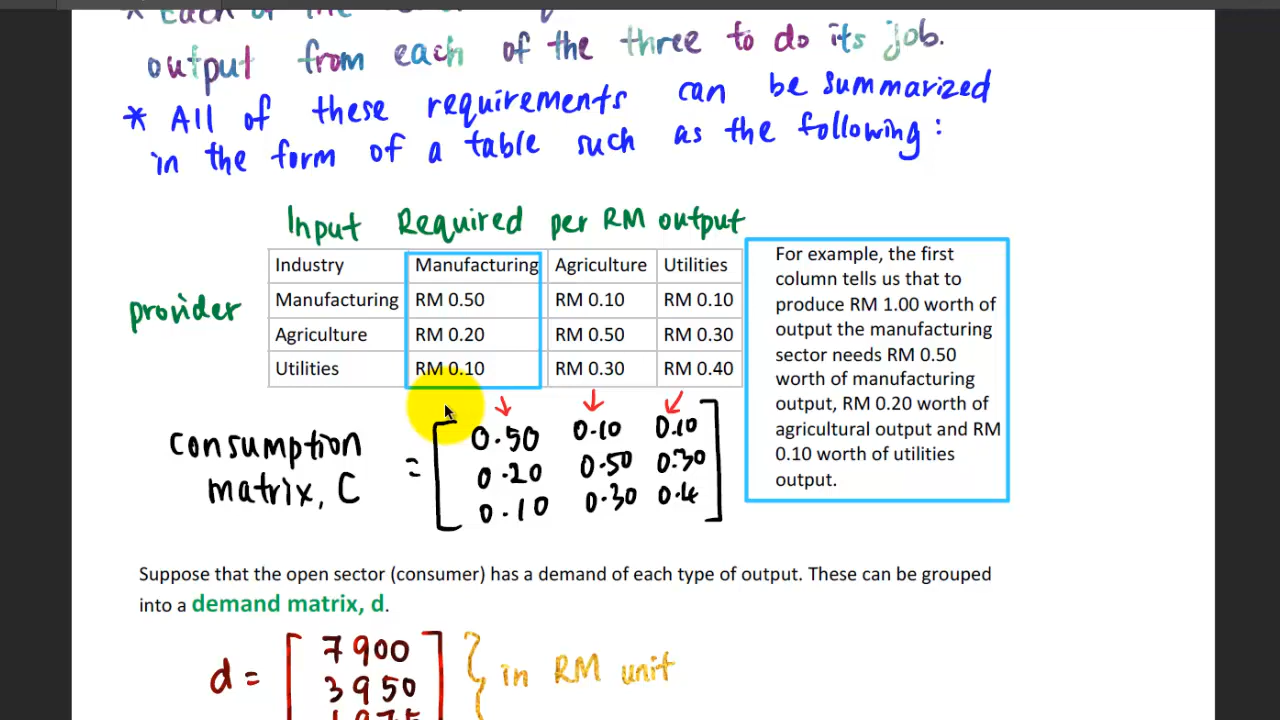 * Each of the
output from each of the three to do its job.
* All of these requirements can be summarized
in the form of a table such as the following:
Input Required per RM output
provider
Industry Manufacturing Agriculture Utilities
Manufacturing RM 0.50 RM 0.10 RM 0.10
Agriculture RM 0.20 RM 0.50 RM 0.30
Utilities RM 0.10 RM 0.30 RM 0.40
For example, the first
column tells us that to
produce RM 1.00 worth of
output the manufacturing
sector needs RM 0.50
worth of manufacturing
output, RM 0.20 worth of
agricultural output and RM
0.10 worth of utilities
output.
consumption
matrix, C
=
0.50 0.10 0.10
0.20 0.50 0.30
0.10 0.30 0.4
Suppose that the open sector (consumer) has a demand of each type of output. These can be grouped
into a demand matrix, d.
d =
7900
3950
1975
in RM unit